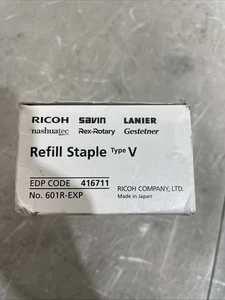 RICOH SAVIN LANIER
nashuatec Rex-Rotary Gestetner
Refill Staple Type V
EDP CODE 416711
No. 601R-EXP
RICOH COMPANY, LTD.
Made in Japan